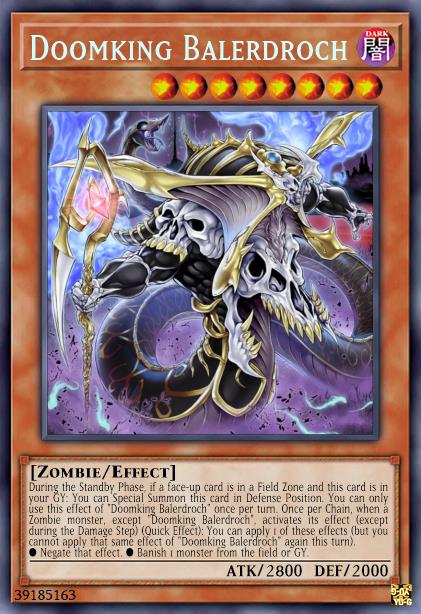 DOOMKING BALERDROCH
DARK
闇
[ZOMBIE/EFFECT]
During the Standby Phase, if a face-up card is in a Field Zone and this card is in
your GY: You can Special Summon this card in Defense Position. You can only
use this effect of "Doomking Balerdroch" once per turn. Once per Chain, when a
Zombie monster, except "Doomking Balerdroch", activates its effect (except
during the Damage Step) (Quick Effect): You can apply 1 of these effects (but you
cannot apply that same effect of "Doomking Balerdroch" again this turn).
● Negate that effect. ● Banish 1 monster from the field or GY.
ATK/2800 DEF/2000
39185163